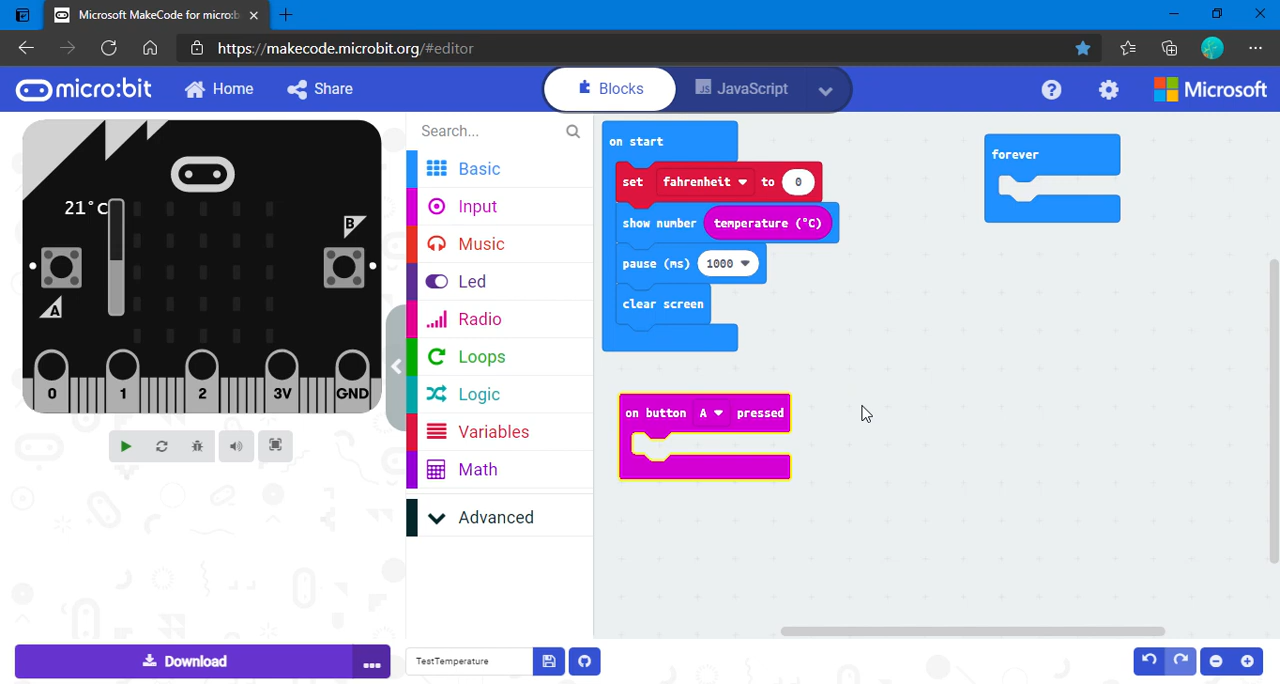 Microsoft MakeCode for micro:b
https://makecode.microbit.org/#editor
micro:bit
Home
Share
Blocks
JS
JavaScript
Microsoft
21°C
A
B
0
1
2
3V
GND
Search...
Basic
Input
Music
Led
Radio
Loops
Logic
Variables
Math
Advanced
on start
set fahrenheit to 0
show number temperature (°C)
pause (ms) 1000
clear screen
forever
on button A pressed
Download
...
TestTemperature